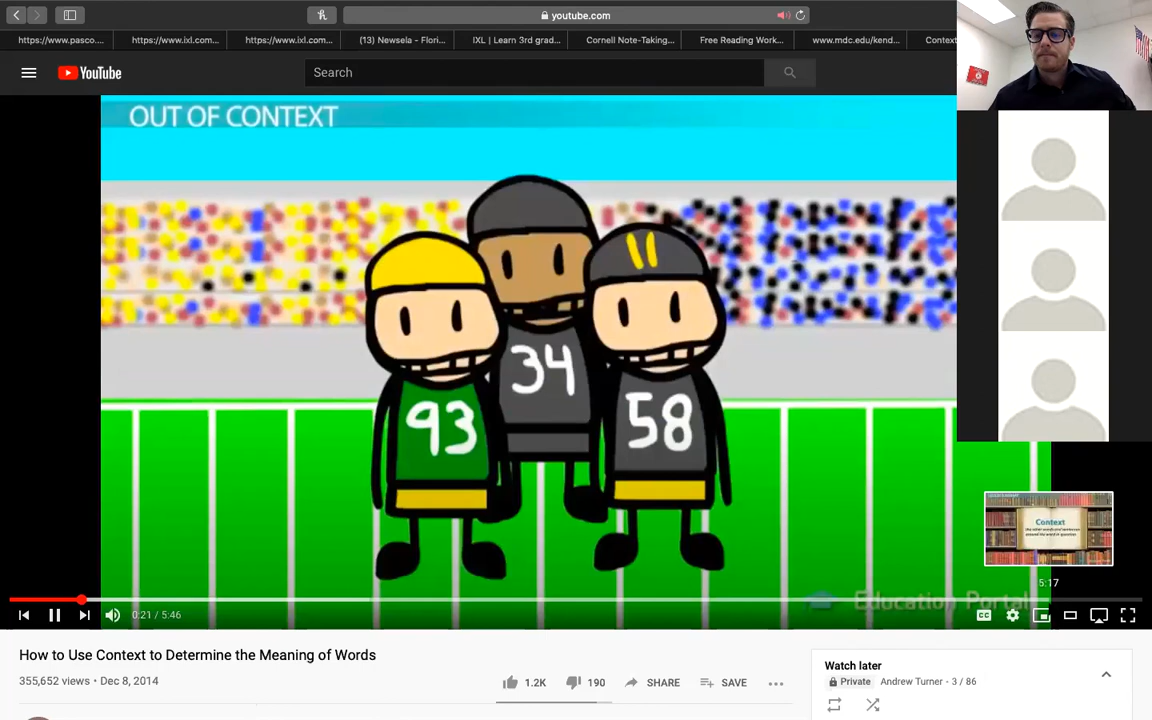 youtube.com
https://www.pasco....
https://www.ixl.com...
https://www.ixl.com...
(13) Newsela - Flori...
IXL | Learn 3rd grad...
Cornell Note-Taking...
Free Reading Work...
www.mdc.edu/kend...
Context
YouTube
Search
OUT OF CONTEXT
34
93
58
Context
5:17
Education Portal
0:21 / 5:46
CC
How to Use Context to Determine the Meaning of Words
355,652 views • Dec 8, 2014
1.2K
190
SHARE
SAVE
Watch later
Private
Andrew Turner - 3 / 86